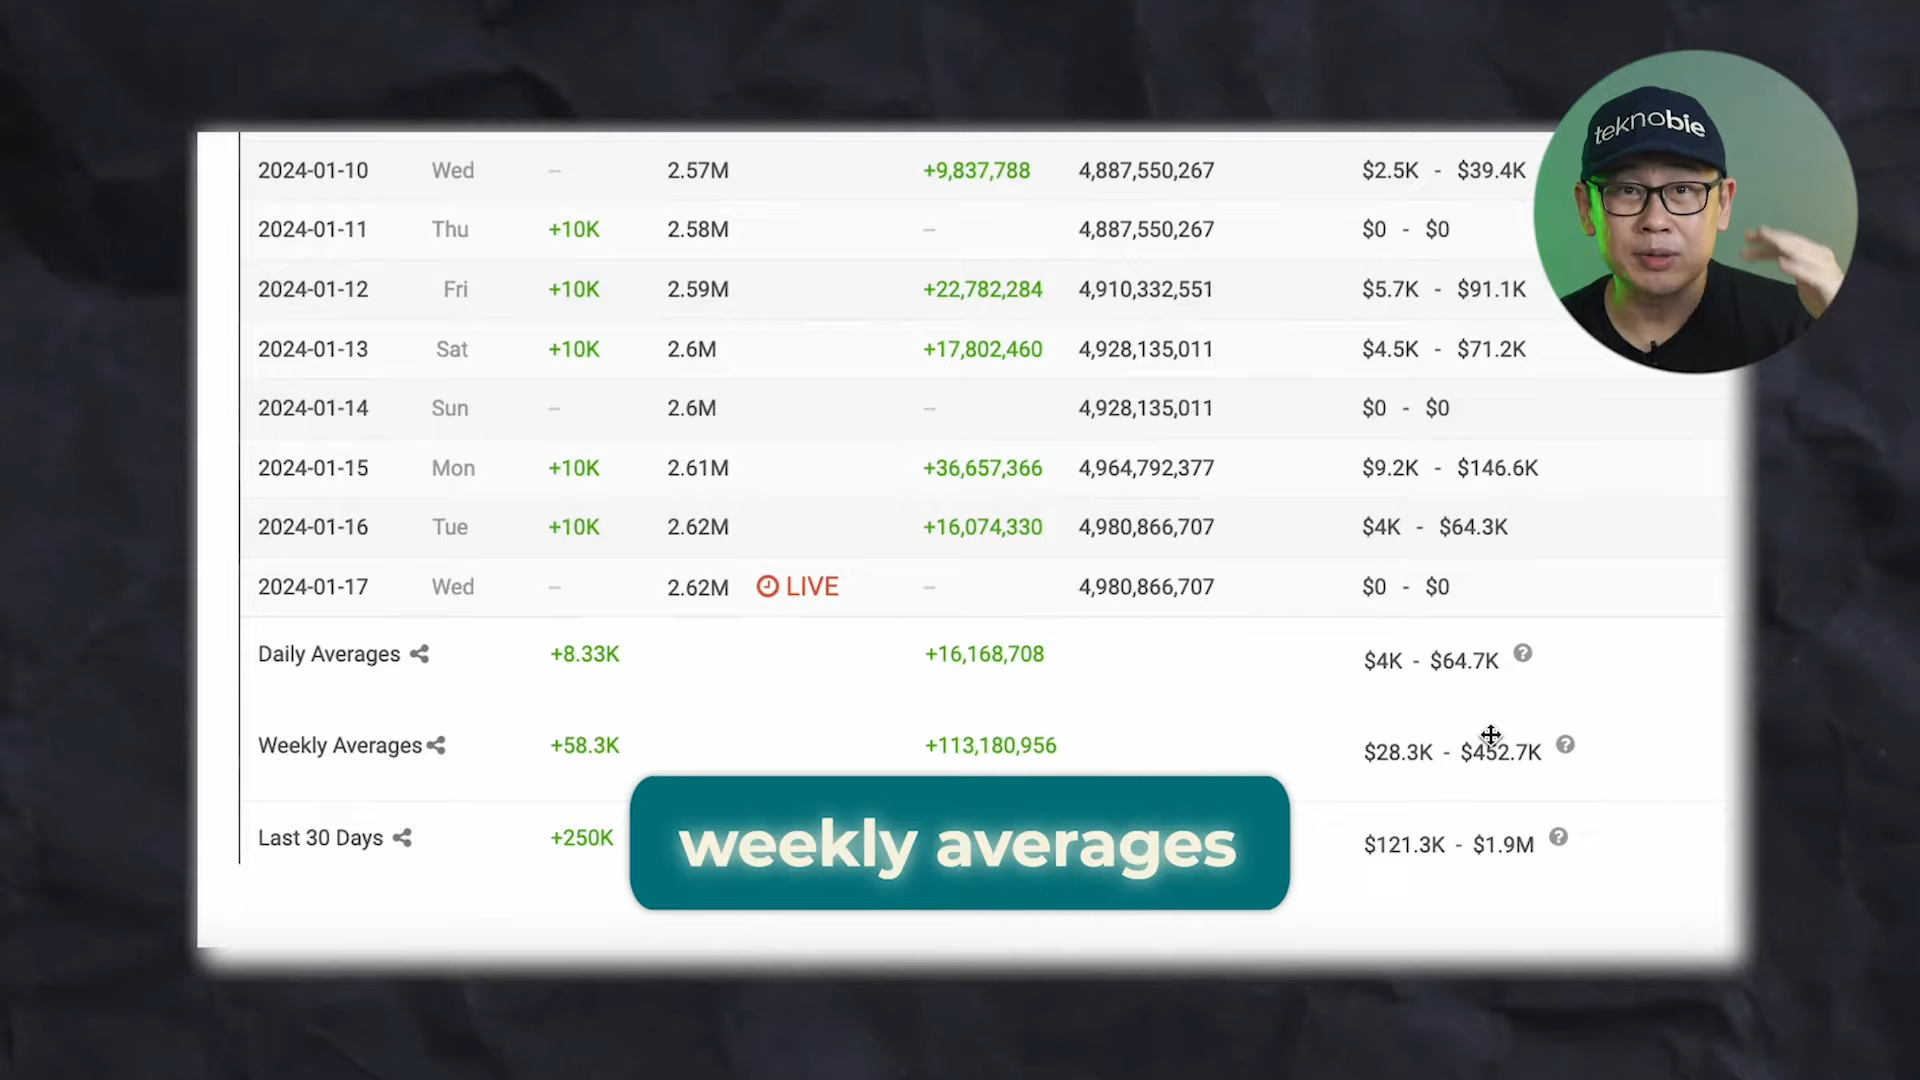 teknobie
2024-01-10 Wed -- 2.57M +9,837,788 4,887,550,267 $2.5K - $39.4K
2024-01-11 Thu +10K 2.58M -- 4,887,550,267 $0 - $0
2024-01-12 Fri +10K 2.59M +22,782,284 4,910,332,551 $5.7K - $91.1K
2024-01-13 Sat +10K 2.6M +17,802,460 4,928,135,011 $4.5K - $71.2K
2024-01-14 Sun -- 2.6M -- 4,928,135,011 $0 - $0
2024-01-15 Mon +10K 2.61M +36,657,366 4,964,792,377 $9.2K - $146.6K
2024-01-16 Tue +10K 2.62M +16,074,330 4,980,866,707 $4K - $64.3K
2024-01-17 Wed -- 2.62M LIVE -- 4,980,866,707 $0 - $0
Daily Averages +8.33K +16,168,708 $4K - $64.7K ?
Weekly Averages +58.3K +113,180,956 $28.3K - $452.7K ?
Last 30 Days +250K $121.3K - $1.9M ?
weekly averages